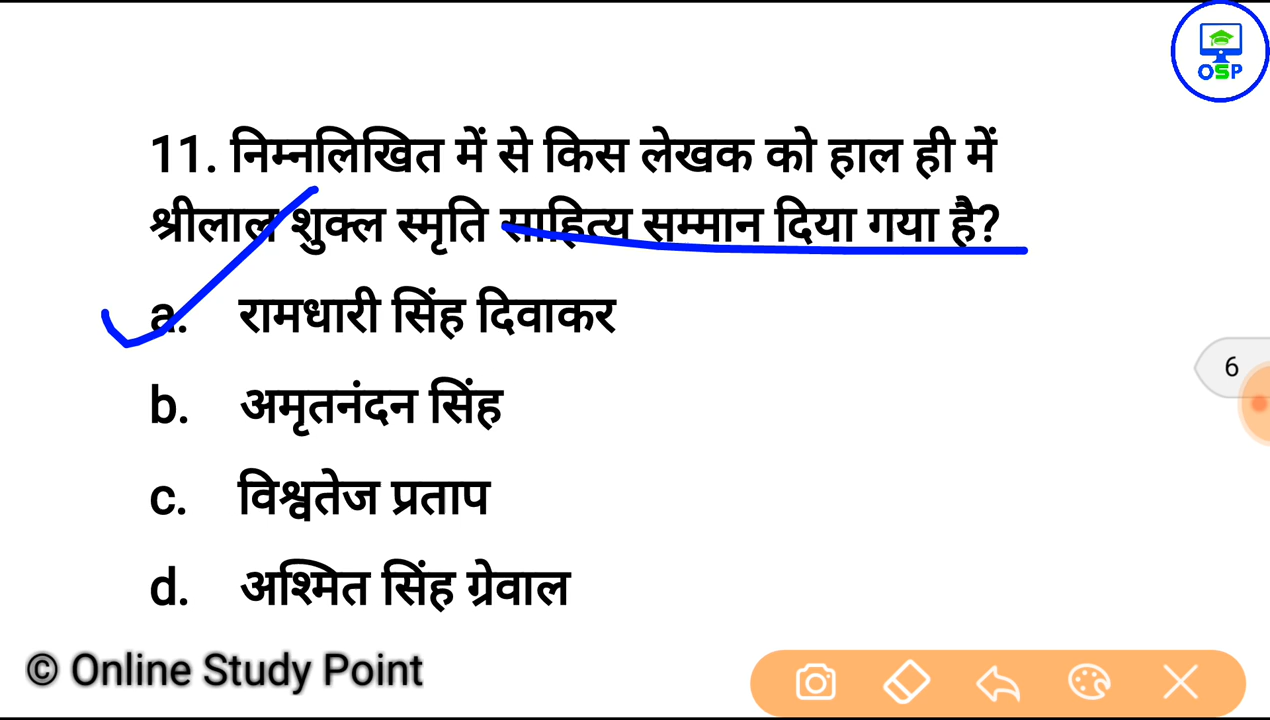 OSP
11. निम्नलिखित में से किस लेखक को हाल ही में
श्रीलाल शुक्ल स्मृति साहित्य सम्मान दिया गया है?
a. रामधारी सिंह दिवाकर
6
b. अमृतनंदन सिंह
c. विश्वतेज प्रताप
d. अश्मित सिंह ग्रेवाल
© Online Study Point